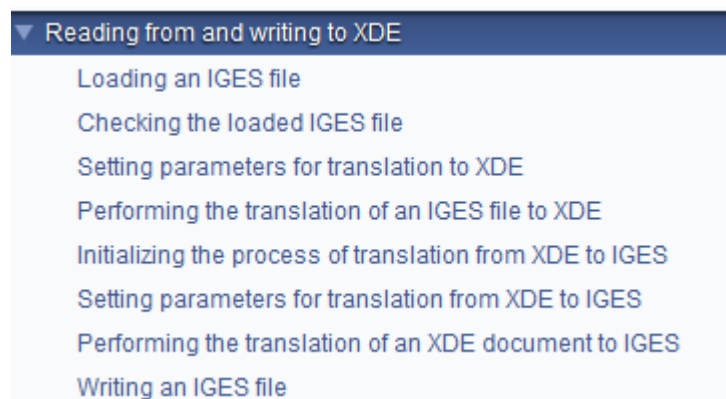 Reading from and writing to XDE
Loading an IGES file
Checking the loaded IGES file
Setting parameters for translation to XDE
Performing the translation of an IGES file to XDE
Initializing the process of translation from XDE to IGES
Setting parameters for translation from XDE to IGES
Performing the translation of an XDE document to IGES
Writing an IGES file